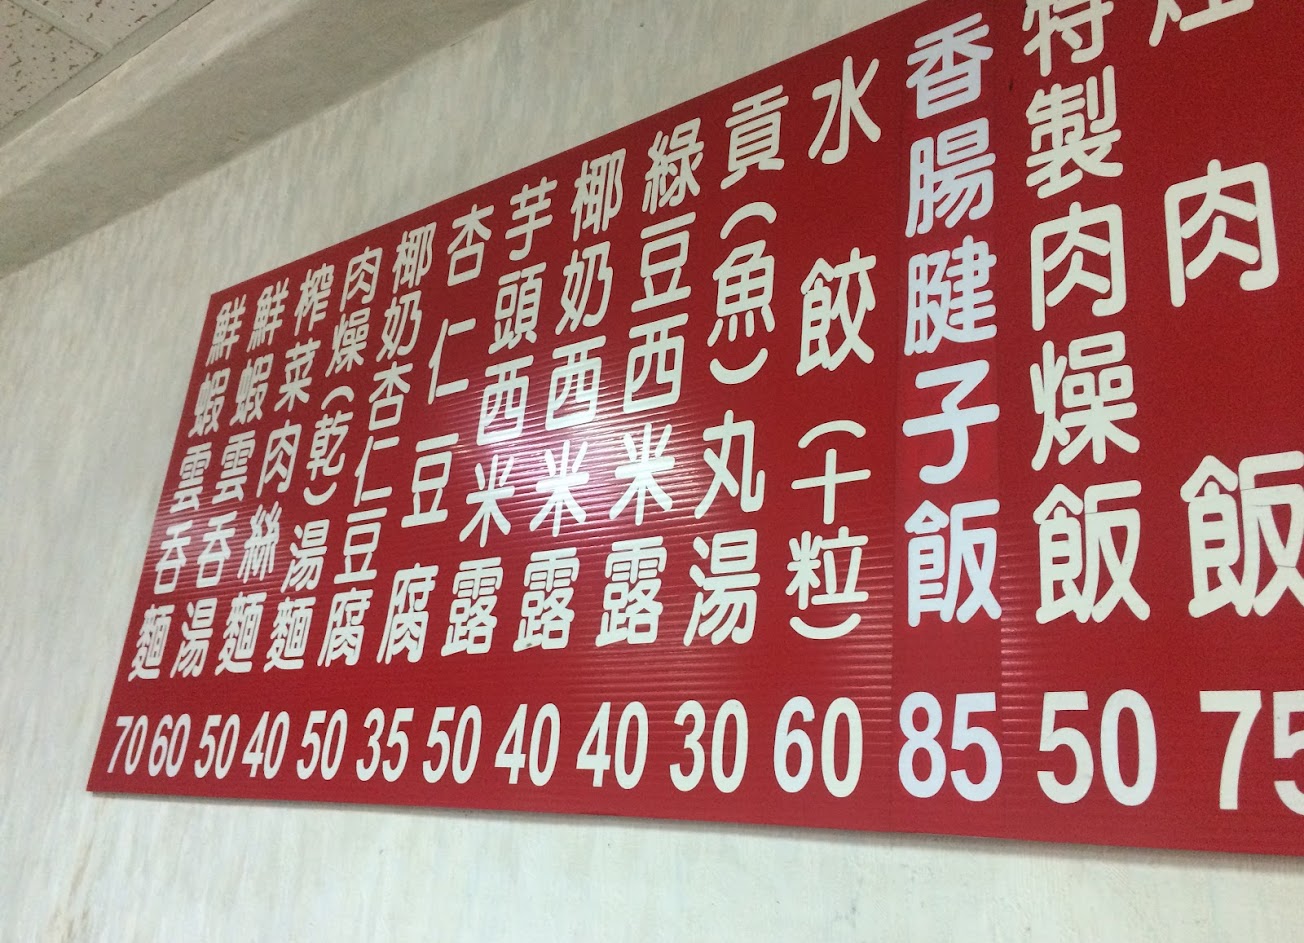 肉飯 75
特製肉燥飯 50
香腸腱子飯 85
水餃(十粒) 60
貢(魚)丸湯 30
綠豆西米露 40
椰奶西米露 40
芋頭西米露 50
杏仁豆腐 35
椰奶杏仁豆腐 50
肉燥(乾)湯麵 40
榨菜肉絲麵 50
鮮蝦雲吞湯 60
鮮蝦雲吞麵 70